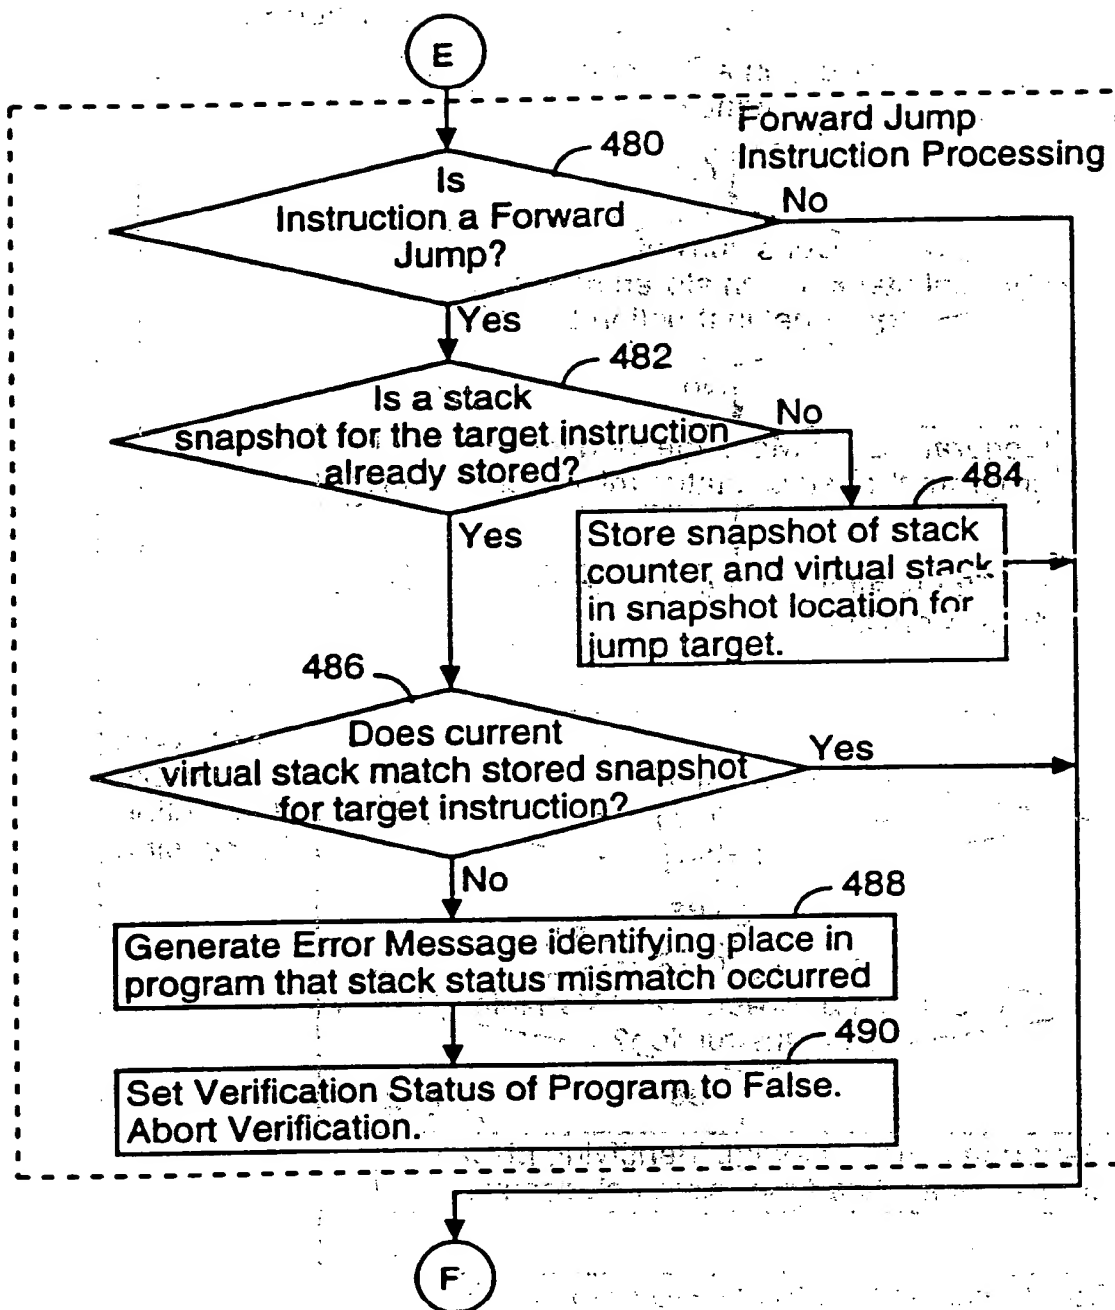 E
Forward Jump
Instruction Processing
480
Is
Instruction a Forward
Jump?
No
Yes
482
Is a stack
snapshot for the target instruction
already stored?
No
Yes
484
Store snapshot of stack
counter and virtual stack
in snapshot location for
jump target.
486
Does current
virtual stack match stored snapshot
for target instruction?
Yes
No
488
Generate Error Message identifying place in
program that stack status mismatch occurred
490
Set Verification Status of Program to False.
Abort Verification.
F